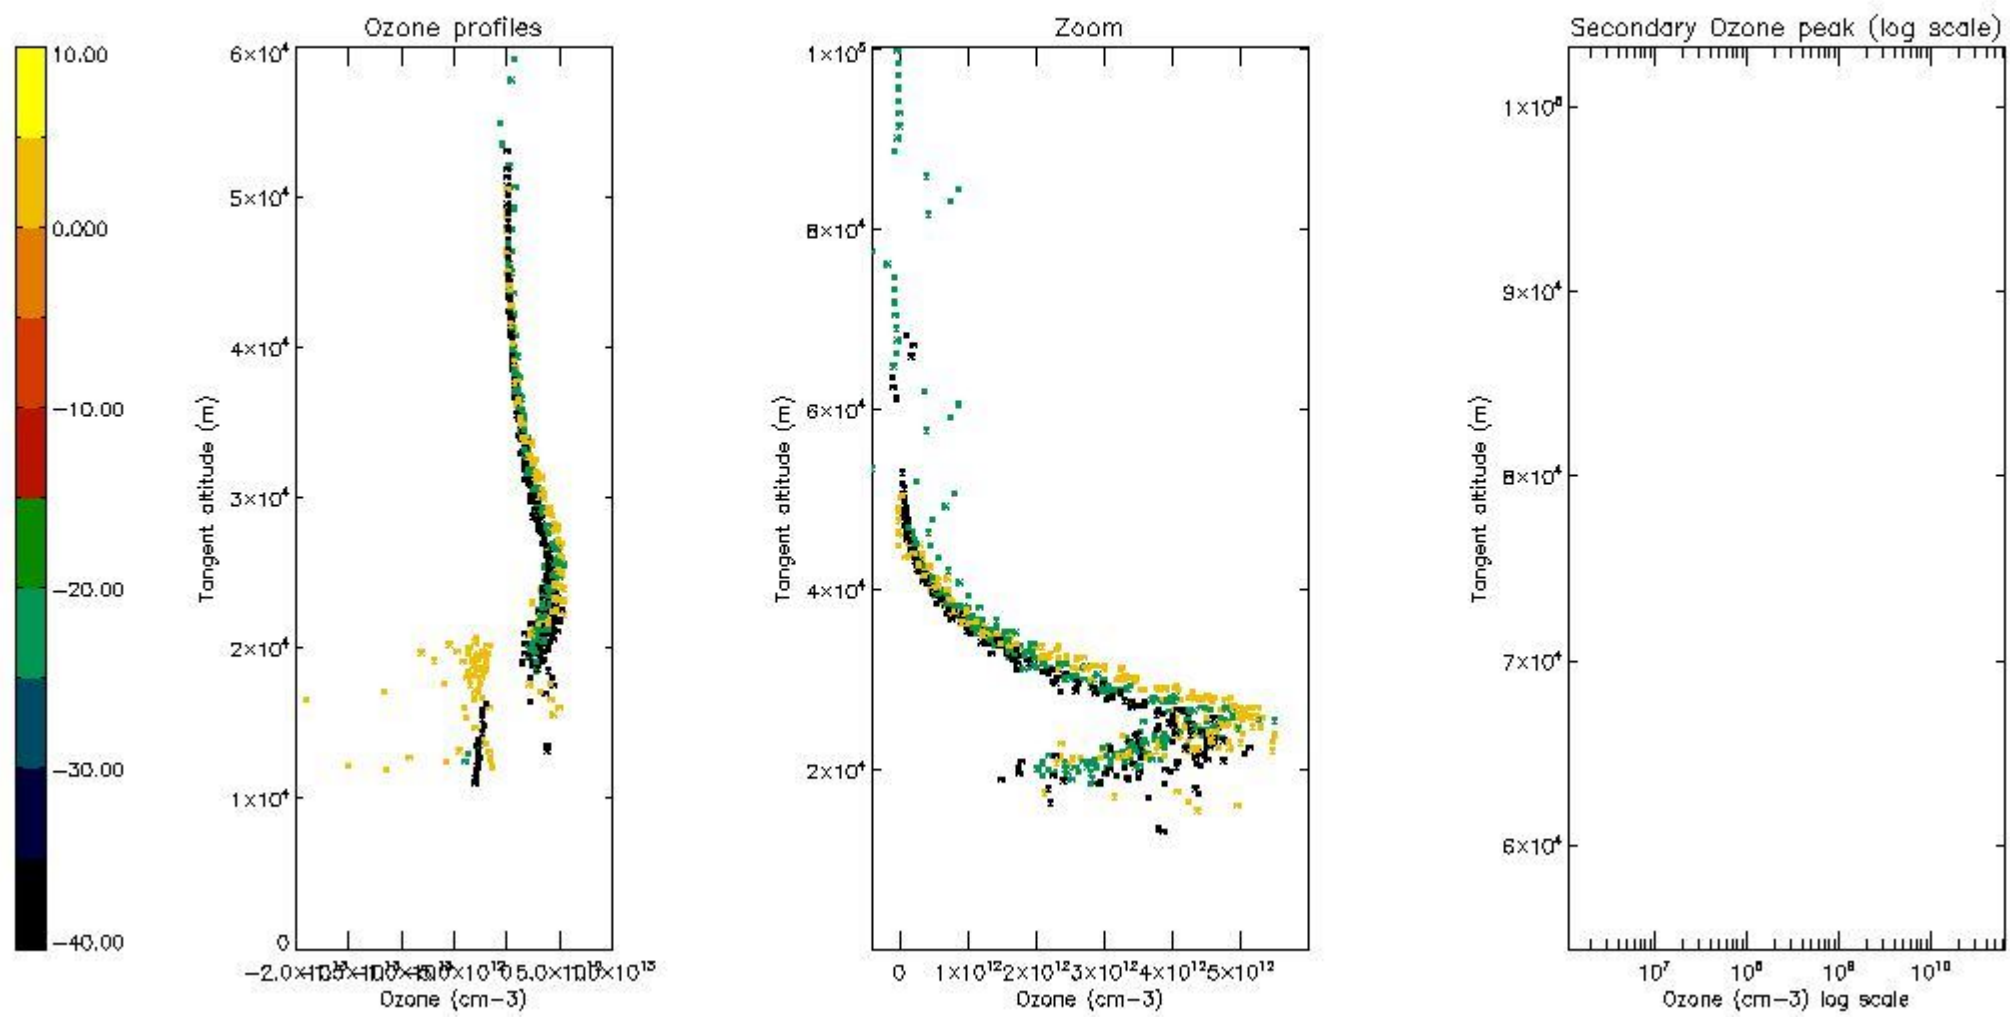 Ozone profiles
Zoom
Secondary Ozone peak (log scale)
10.00
0.000
-10.00
-20.00
-30.00
-40.00
6×10⁴
5×10⁴
4×10⁴
3×10⁴
2×10⁴
1×10⁴
0
Tangent altitude (m)
5.0×10
Ozone (cm-3)
1×10⁵
8×10⁴
6×10⁴
4×10⁴
2×10⁴
Tangent altitude (m)
0 1×10¹² 2×10¹² 3×10¹² 4×10¹² 5×10¹²
Ozone (cm-3)
9×10⁴
8×10⁴
7×10⁴
6×10⁴
Tangent altitude (m)
10⁷ 10⁸ 10⁹ 10¹⁰
Ozone (cm-3) log scale